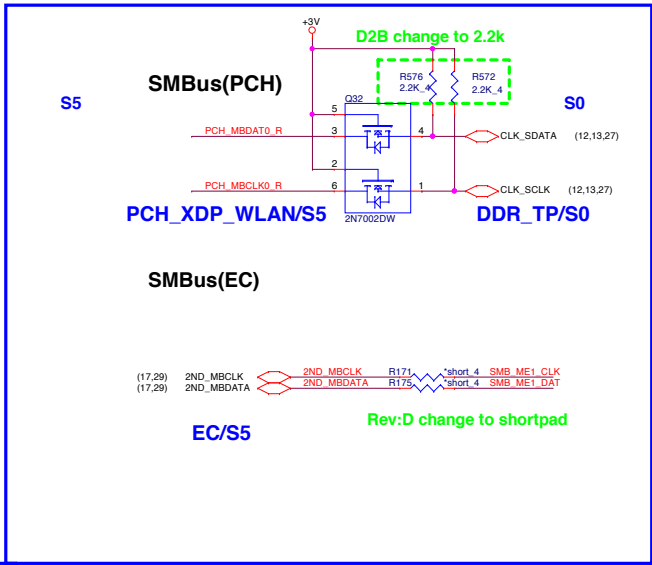 +3V
D2B change to 2.2k
R576
2.2K_4
R572
2.2K_4
SMBus(PCH)
S5
S0
Q32
5
PCH_MBDAT0_R
3
4
CLK_SDATA
(12,13,27)
2
PCH_MBCLK0_R
6
1
CLK_SCLK
(12,13,27)
PCH_XDP_WLAN/S5
2N7002DW
DDR_TP/S0
SMBus(EC)
(17,29) 2ND_MBCLK
2ND_MBCLK
R171
*short_4
SMB_ME1_CLK
(17,29) 2ND_MBDATA
2ND_MBDATA
R175
*short_4
SMB_ME1_DAT
Rev:D change to shortpad
EC/S5